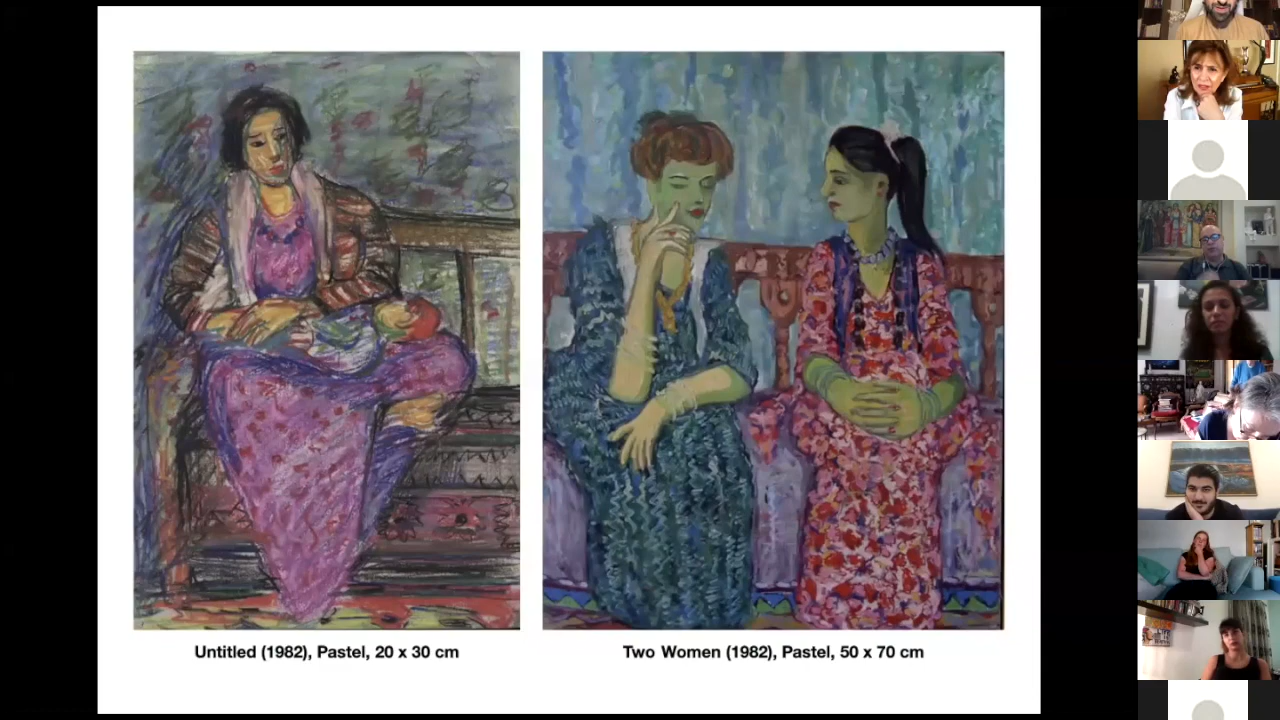 Untitled (1982), Pastel, 20 x 30 cm
Two Women (1982), Pastel, 50 x 70 cm